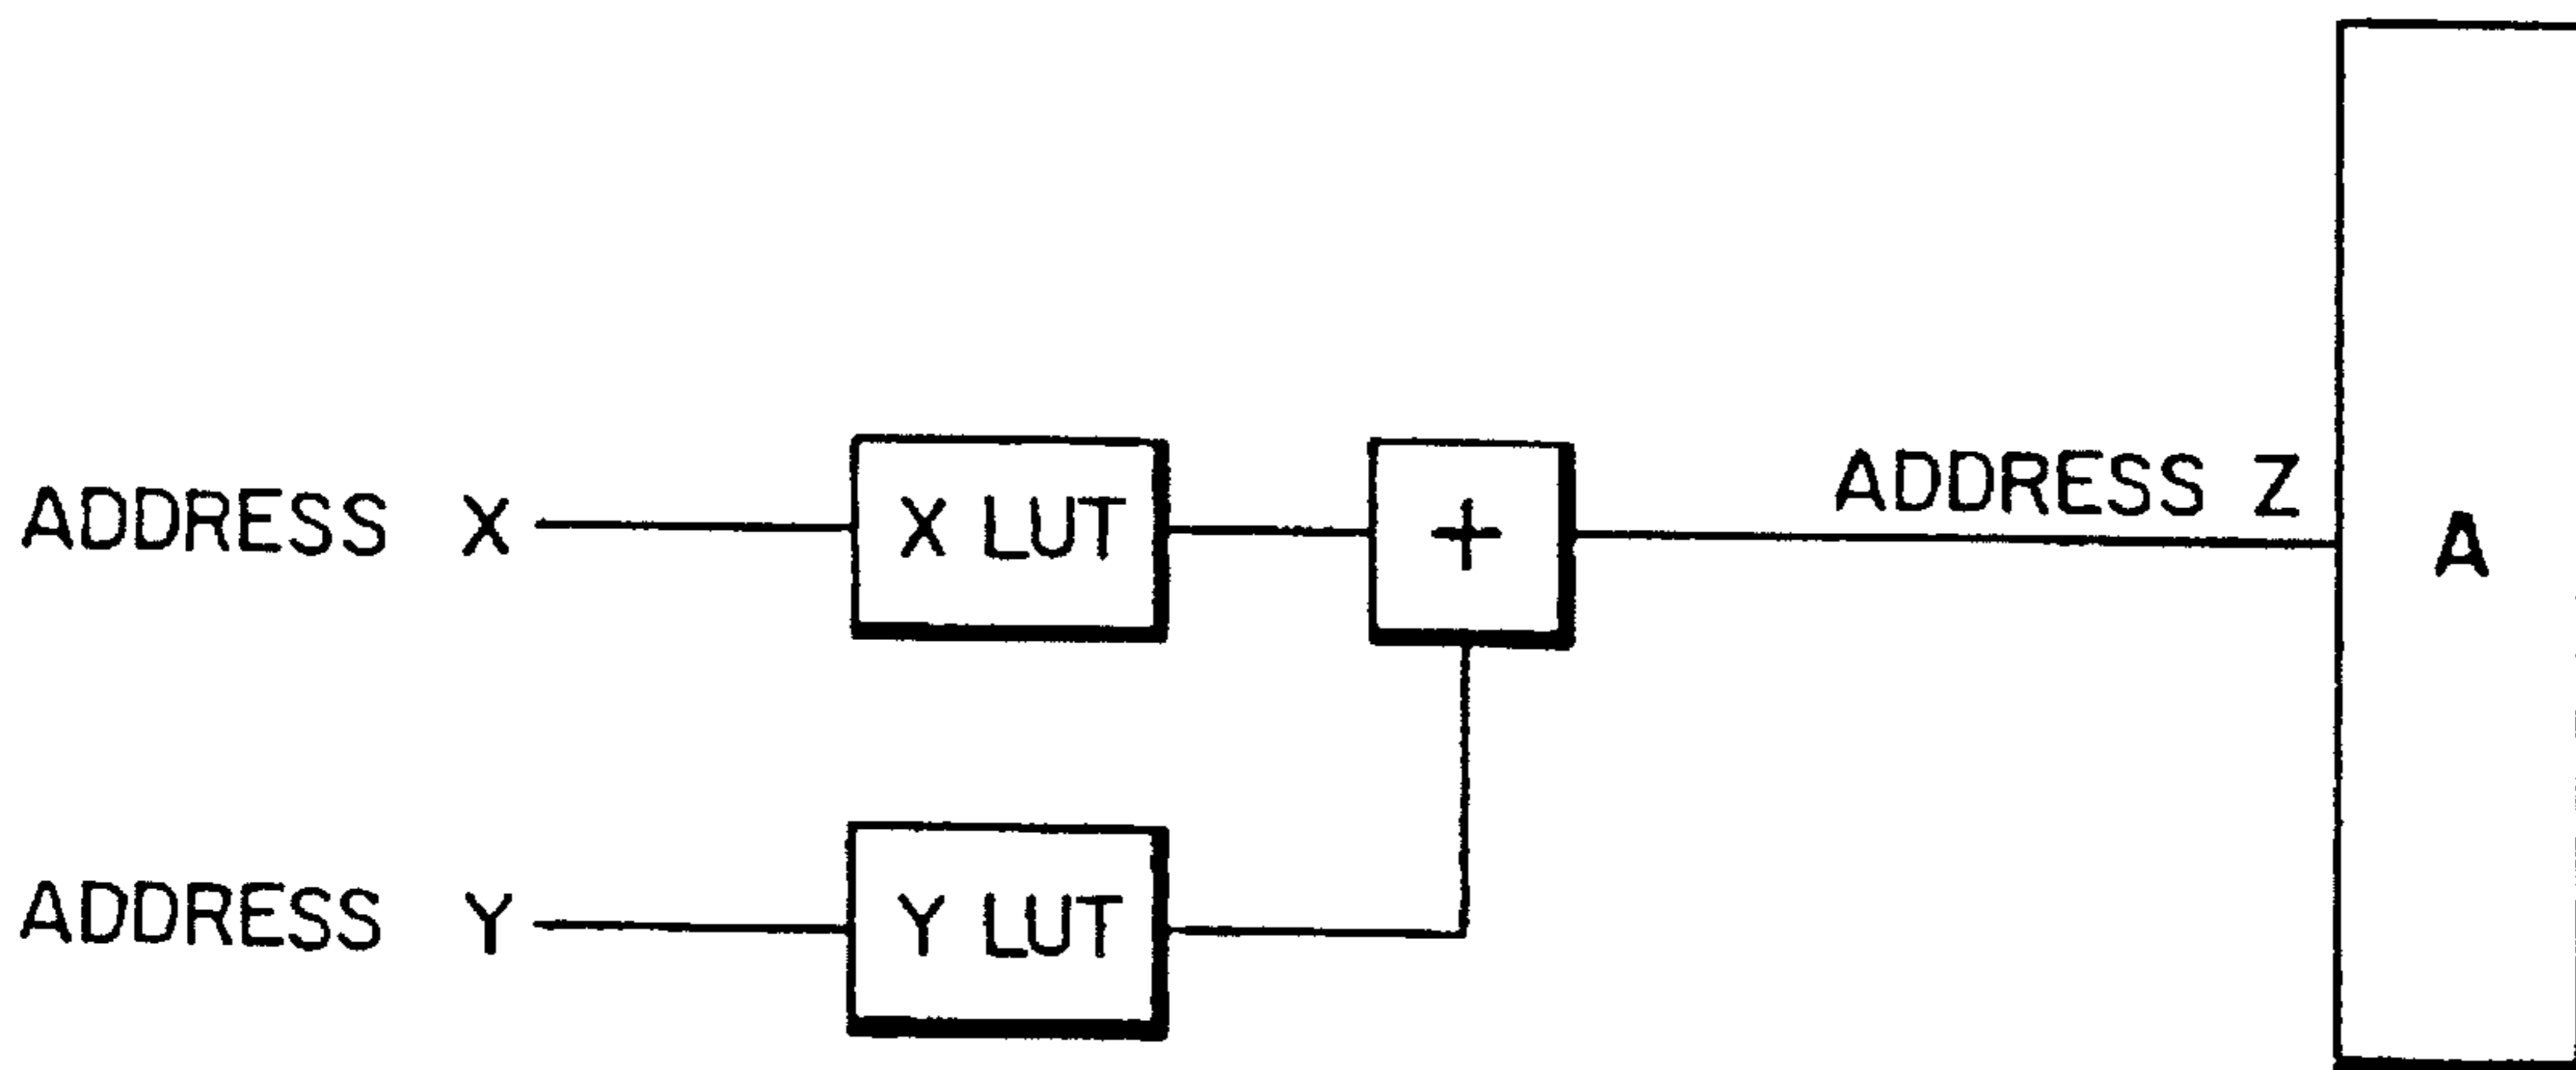 ADDRESS Z
ADDRESS X
X LUT
+
A
ADDRESS Y
Y LUT